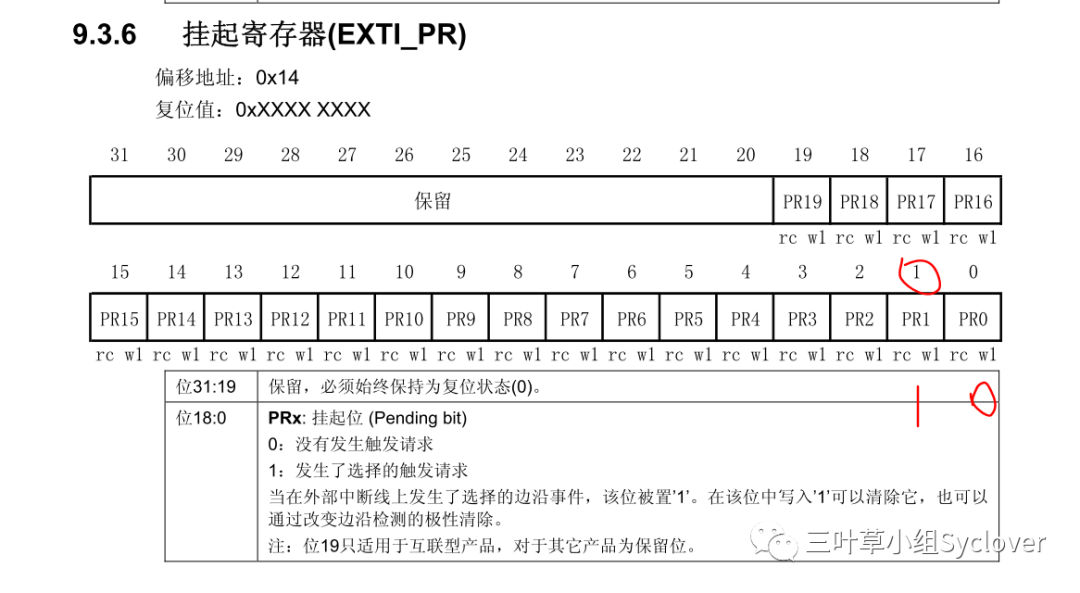 9.3.6 挂起寄存器(EXTI_PR)
偏移地址：0x14
复位值：0xXXXX XXXX
31 30 29 28 27 26 25 24 23 22 21 20 19 18 17 16
保留 PR19 PR18 PR17 PR16
rc w1 rc w1 rc w1 rc w1
15 14 13 12 11 10 9 8 7 6 5 4 3 2 1 0
PR15 PR14 PR13 PR12 PR11 PR10 PR9 PR8 PR7 PR6 PR5 PR4 PR3 PR2 PR1 PR0
rc w1 rc w1 rc w1 rc w1 rc w1 rc w1 rc w1 rc w1 rc w1 rc w1 rc w1 rc w1 rc w1 rc w1 rc w1 rc w1
位31:19 保留，必须始终保持为复位状态(0)。
1 0
位18:0 PRx: 挂起位 (Pending bit)
0：没有发生触发请求
1：发生了选择的触发请求
当在外部中断线上发生了选择的边沿事件，该位被置'1'。在该位中写入'1'可以清除它，也可以
通过改变边沿检测的极性清除。
注：位19只适用于互联型产品，对于其它产品为保留位。
三叶草小组Syclover